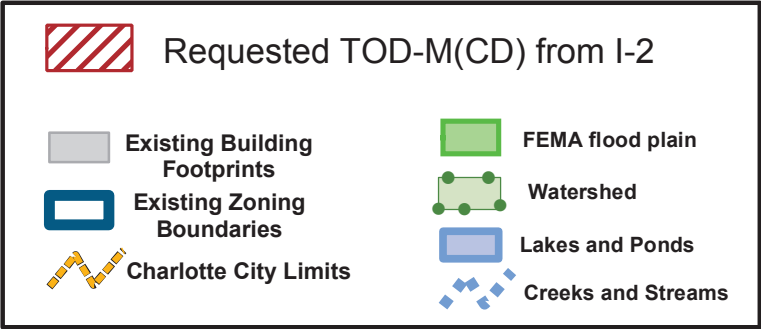 Requested TOD-M(CD) from I-2
Existing Building
Footprints
Existing Zoning
Boundaries
Charlotte City Limits
FEMA flood plain
Watershed
Lakes and Ponds
Creeks and Streams